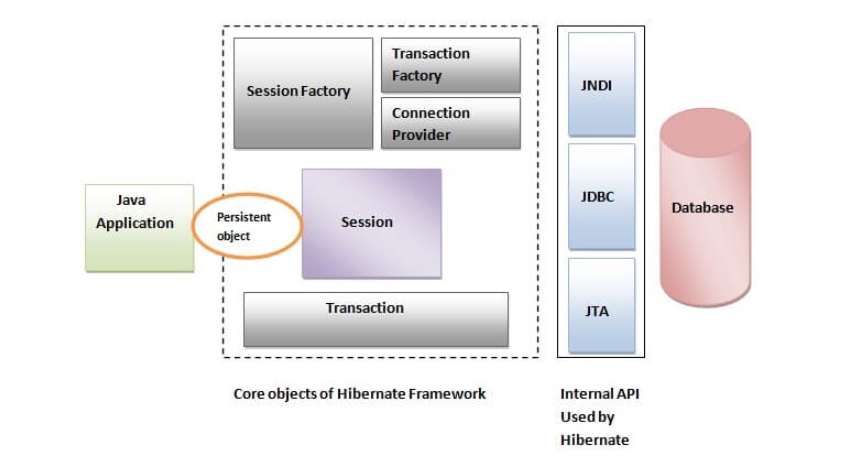 Transaction
Factory
Session Factory
Connection
Provider
JNDI
Java
Application
Persistent
object
Session
JDBC
Database
Transaction
JTA
Core objects of Hibernate Framework
Internal API
Used by
Hibernate